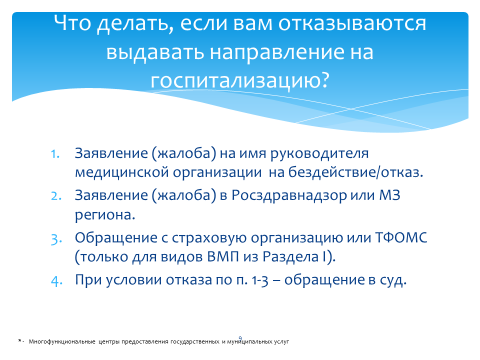 Что делать, если вам отказываются
выдавать направление на
госпитализацию?
1. Заявление (жалоба) на имя руководителя
медицинской организации на бездействие/отказ.
2. Заявление (жалоба) в Росздравнадзор или МЗ
региона.
3. Обращение с страховую организацию или ТФОМС
(только для видов ВМП из Раздела I).
4. При условии отказа по п. 1-3 – обращение в суд.
* - Многофункциональные центры предоставления государственных и муниципальных услуг